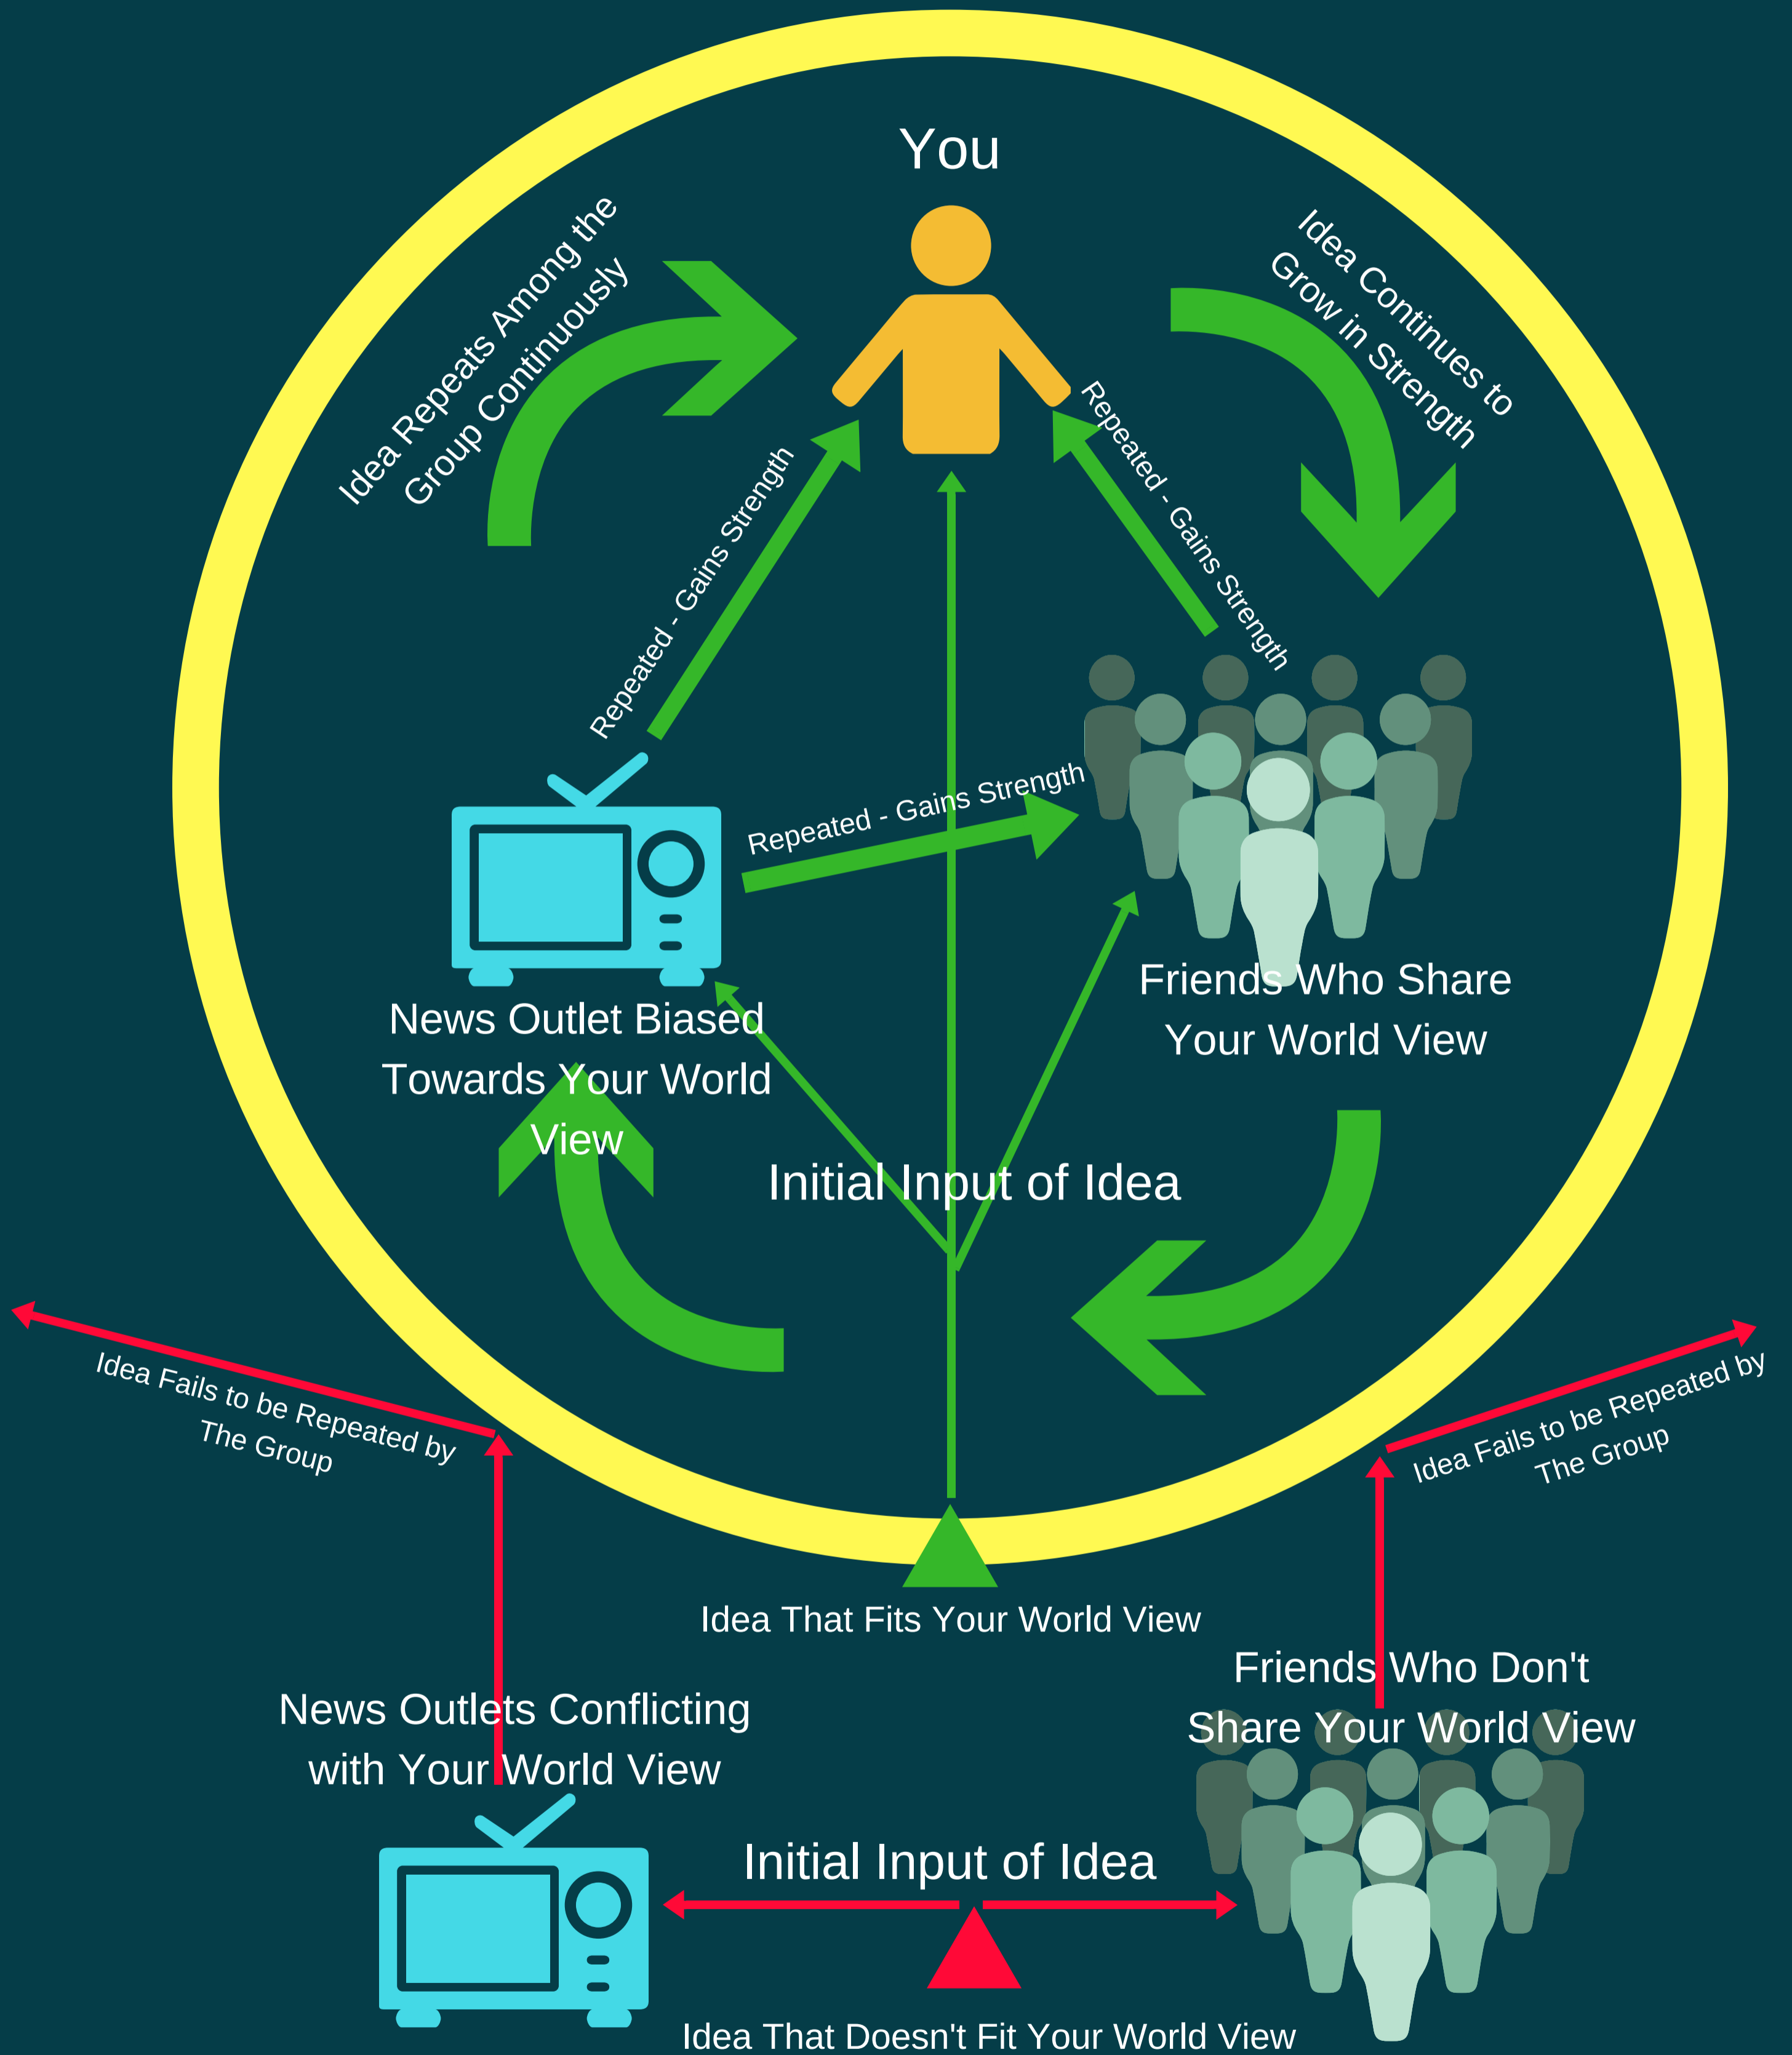 You
Idea Repeats Among the
Group Continuously
Idea Continues to
Grow in Strength
Repeated - Gains Strength
Repeated - Gains Strength
Repeated - Gains Strength
News Outlet Biased
Towards Your World
View
Friends Who Share
Your World View
Initial Input of Idea
Idea Fails to be Repeated by
The Group
Idea Fails to be Repeated by
The Group
Idea That Fits Your World View
News Outlets Conflicting
with Your World View
Friends Who Don't
Share Your World View
Initial Input of Idea
Idea That Doesn't Fit Your World View